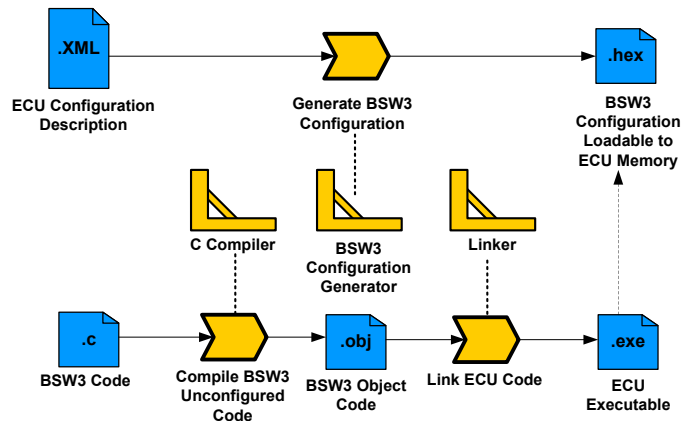 .XML
.hex
ECU Configuration
Description
Generate BSW3
Configuration
BSW3
Configuration
Loadable to
ECU Memory
C Compiler
BSW3
Configuration
Generator
Linker
.c
.obj
.exe
BSW3 Code
Compile BSW3
Unconfigured
Code
BSW3 Object
Code
Link ECU Code
ECU
Executable